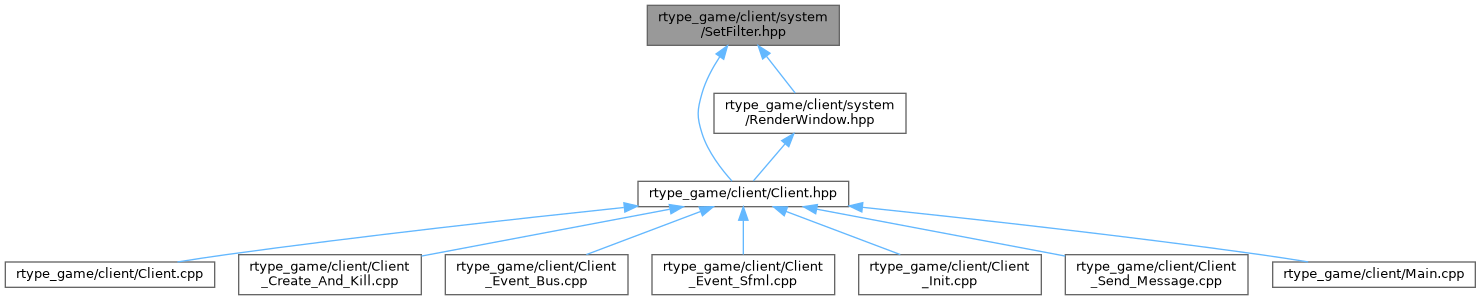 rtype_game/client/system
/SetFilter.hpp
rtype_game/client/system
/RenderWindow.hpp
rtype_game/client/Client.hpp
rtype_game/client/Client.cpp
rtype_game/client/Client
_Create_And_Kill.cpp
rtype_game/client/Client
_Event_Bus.cpp
rtype_game/client/Client
_Event_Sfml.cpp
rtype_game/client/Client
_Init.cpp
rtype_game/client/Client
_Send_Message.cpp
rtype_game/client/Main.cpp